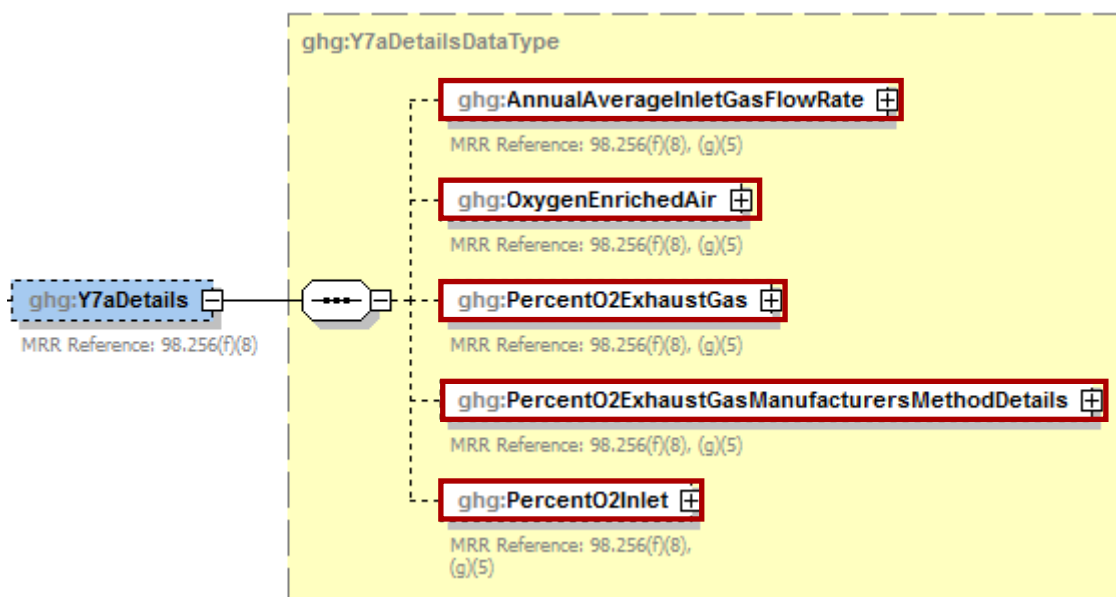 ghg:Y7aDetailsDataType
ghg:AnnualAverageInletGasFlowRate
MRR Reference: 98.256(f)(8), (g)(5)
ghg:OxygenEnrichedAir
MRR Reference: 98.256(f)(8), (g)(5)
ghg:Y7aDetails
MRR Reference: 98.256(f)(8)
ghg:PercentO2ExhaustGas
MRR Reference: 98.256(f)(8), (g)(5)
ghg:PercentO2ExhaustGasManufacturersMethodDetails
MRR Reference: 98.256(f)(8), (g)(5)
ghg:PercentO2Inlet
MRR Reference: 98.256(f)(8),
(g)(5)